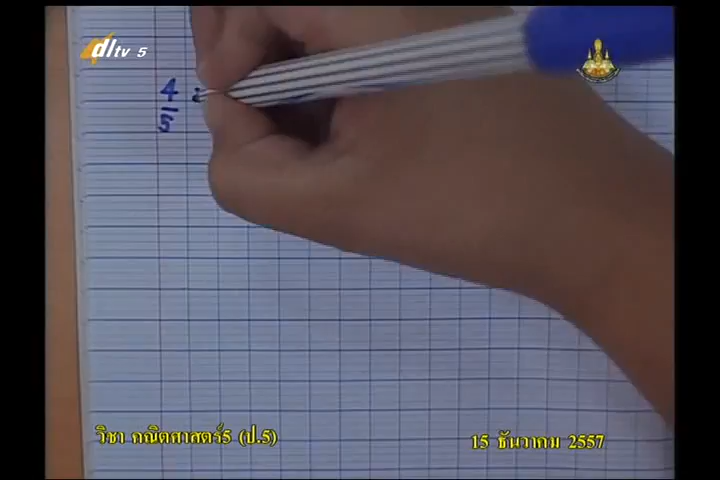 dltv 5
4
5
วิชา คณิตศาสตร์5 (ป.5)
15 ธันวาคม 2557